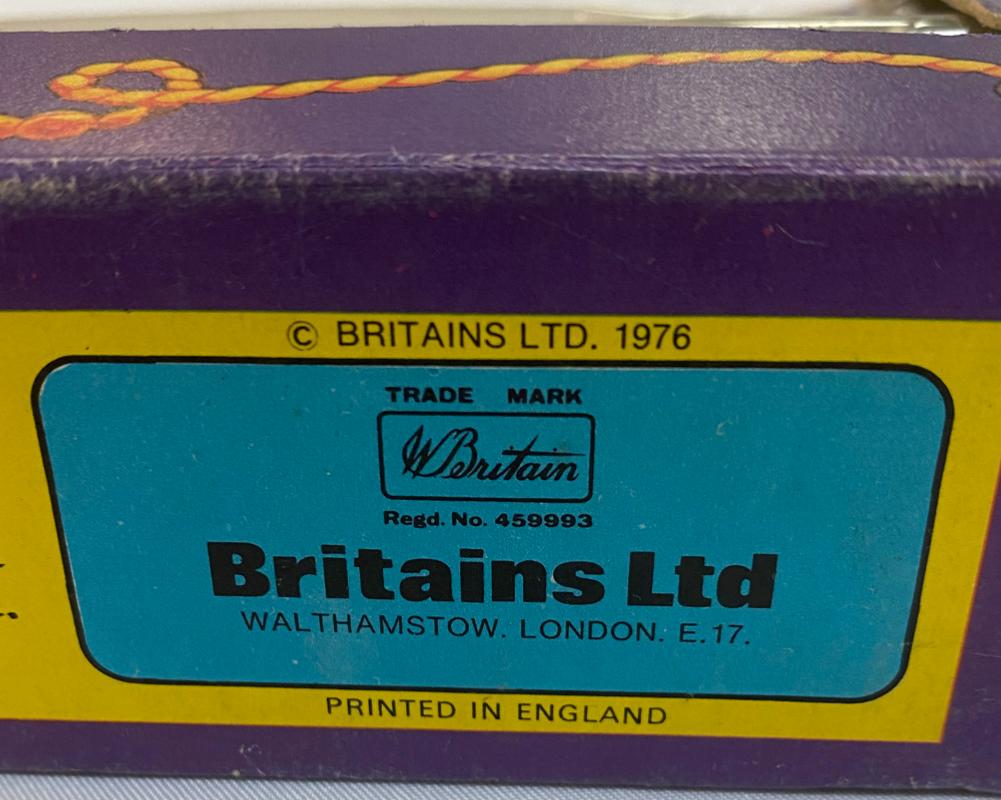 © BRITAINS LTD. 1976
TRADE MARK
W Britain
Regd. No. 459993
Britains Ltd
WALTHAMSTOW. LONDON. E.17.
PRINTED IN ENGLAND